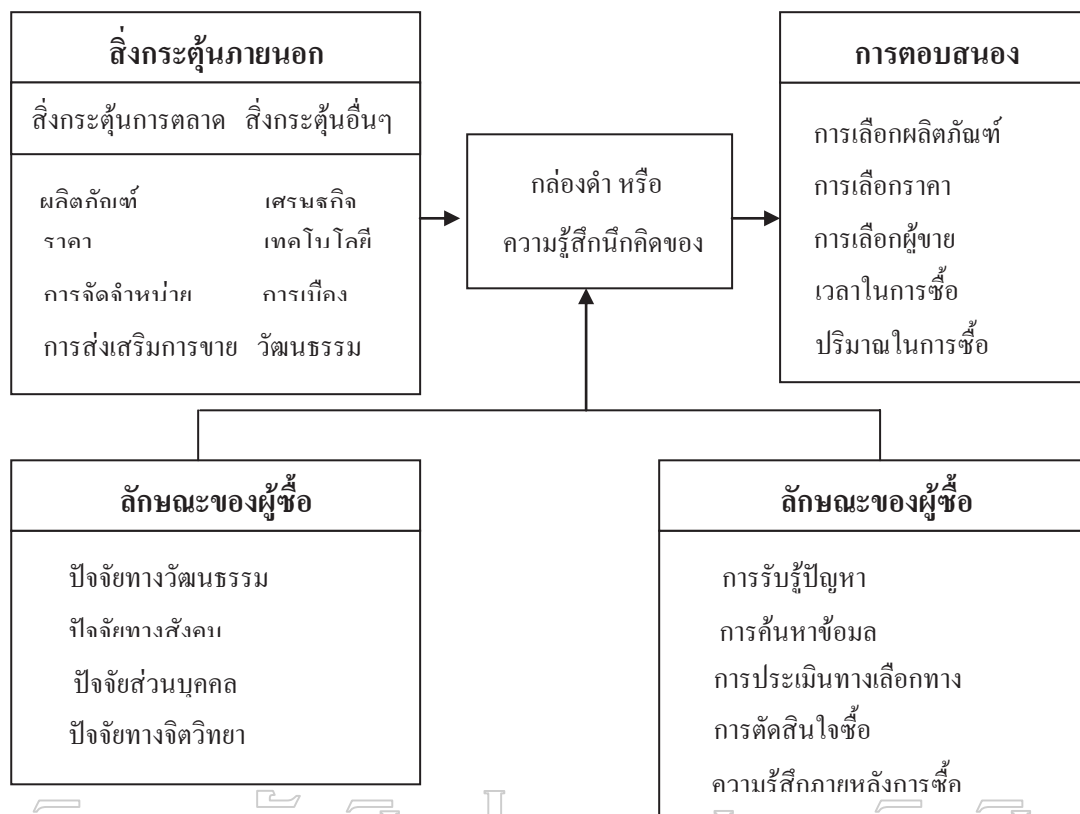 สิ่งกระตุ้นภายนอก
สิ่งกระตุ้นการตลาด สิ่งกระตุ้นอื่นๆ
ผลิตภัณฑ์ เศรษฐกิจ
ราคา เทคโนโลยี
การจัดจำหน่าย การเมือง
การส่งเสริมการขาย วัฒนธรรม
กล่องดำ หรือ
ความรู้สึกนึกคิดของ
การตอบสนอง
การเลือกผลิตภัณฑ์
การเลือกราคา
การเลือกผู้ขาย
เวลาในการซื้อ
ปริมาณในการซื้อ
ลักษณะของผู้ซื้อ
ปัจจัยทางวัฒนธรรม
ปัจจัยทางสังคม
ปัจจัยส่วนบุคคล
ปัจจัยทางจิตวิทยา
ลักษณะของผู้ซื้อ
การรับรู้ปัญหา
การค้นหาข้อมูล
การประเมินทางเลือกทาง
การตัดสินใจซื้อ
ความรู้สึกภายหลังการซื้อ